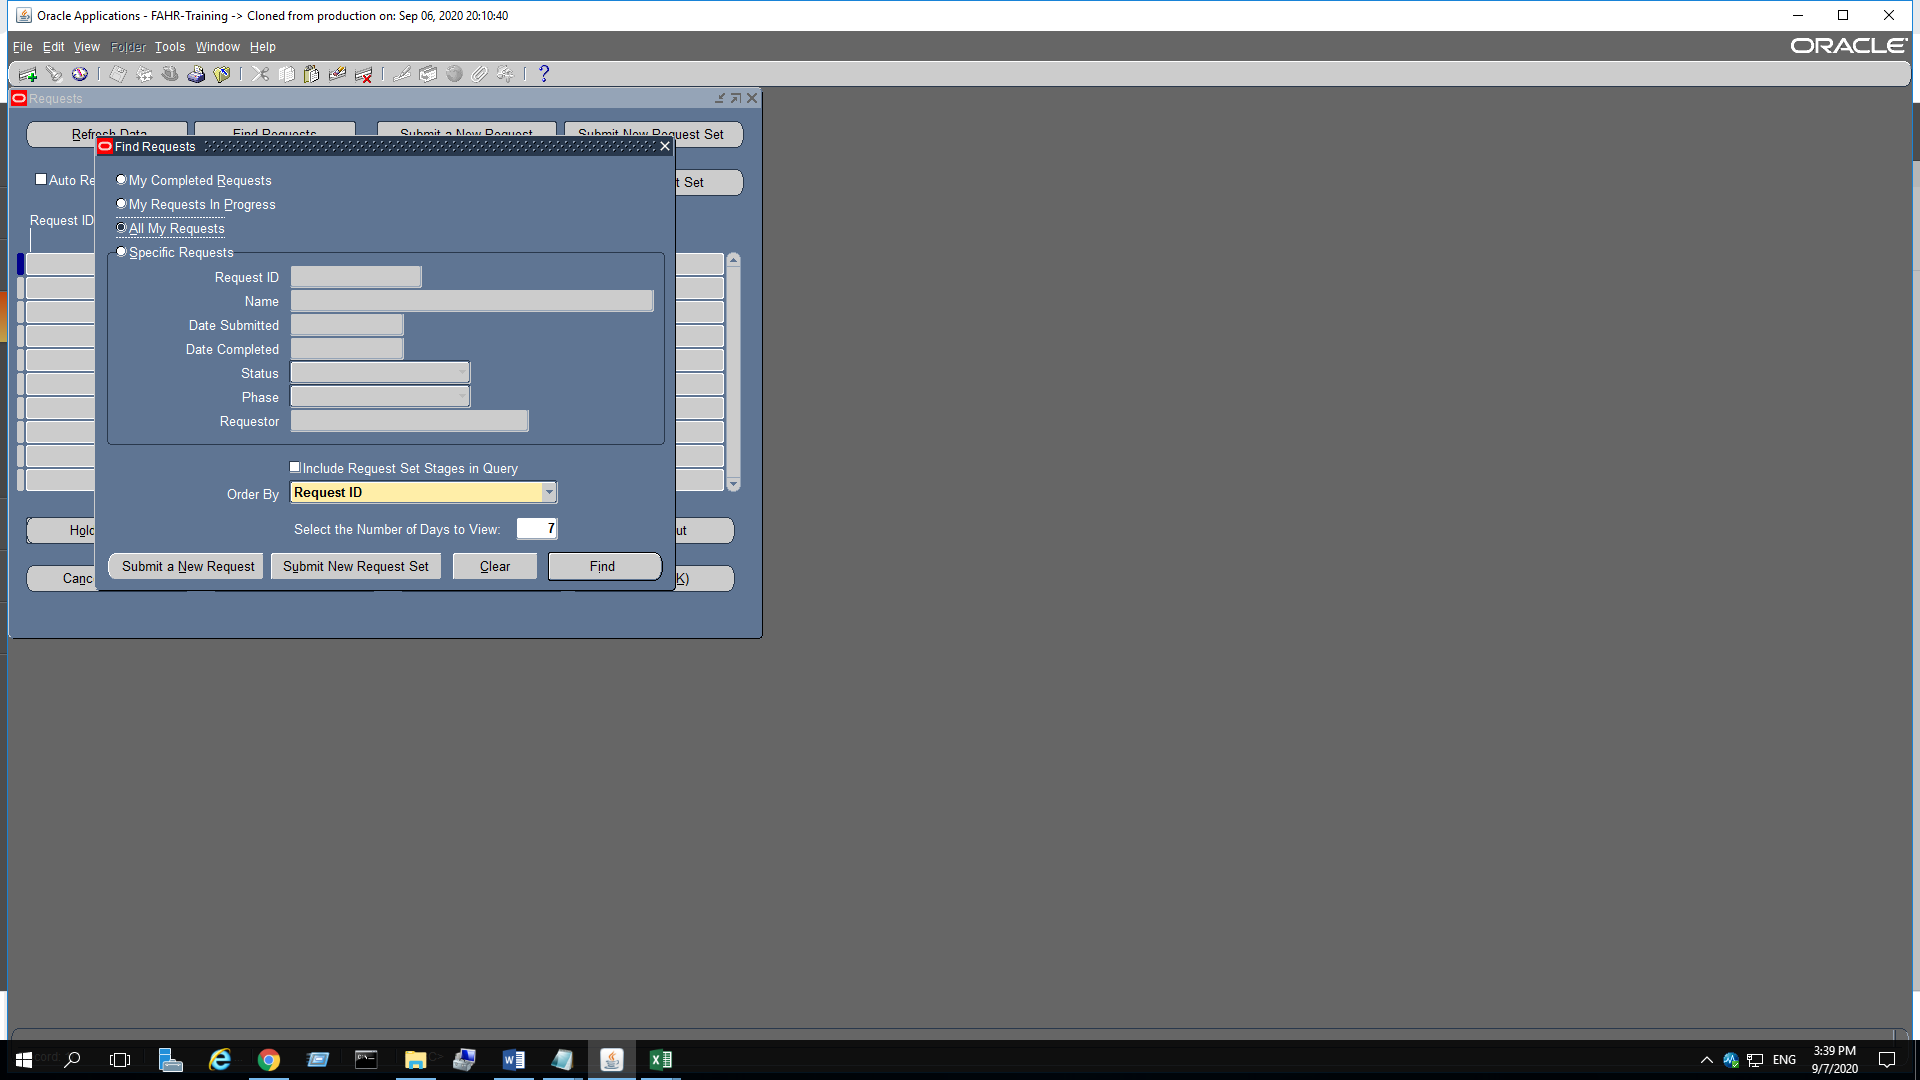 Oracle Applications - FAHR-Training -> Cloned from production on: Sep 06, 2020 20:10:40
File Edit View Folder Tools Window Help
ORACLE
Requests
Refresh Data Find Requests Submit a New Request Submit New Request Set
Find Requests
Auto Re
t Set
My Completed Requests
My Requests In Progress
Request ID
All My Requests
Specific Requests
Request ID
Name
Date Submitted
Date Completed
Status
Phase
Requestor
Include Request Set Stages in Query
Order By Request ID
Select the Number of Days to View: 7
Hold
ut
Submit a New Request Submit New Request Set Clear Find
Canc
K)
ENG
3:39 PM
9/7/2020